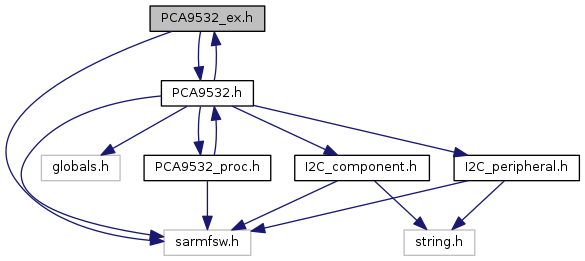 PCA9532_ex.h
PCA9532.h
globals.h
PCA9532_proc.h
I2C_component.h
I2C_peripheral.h
sarmfsw.h
string.h